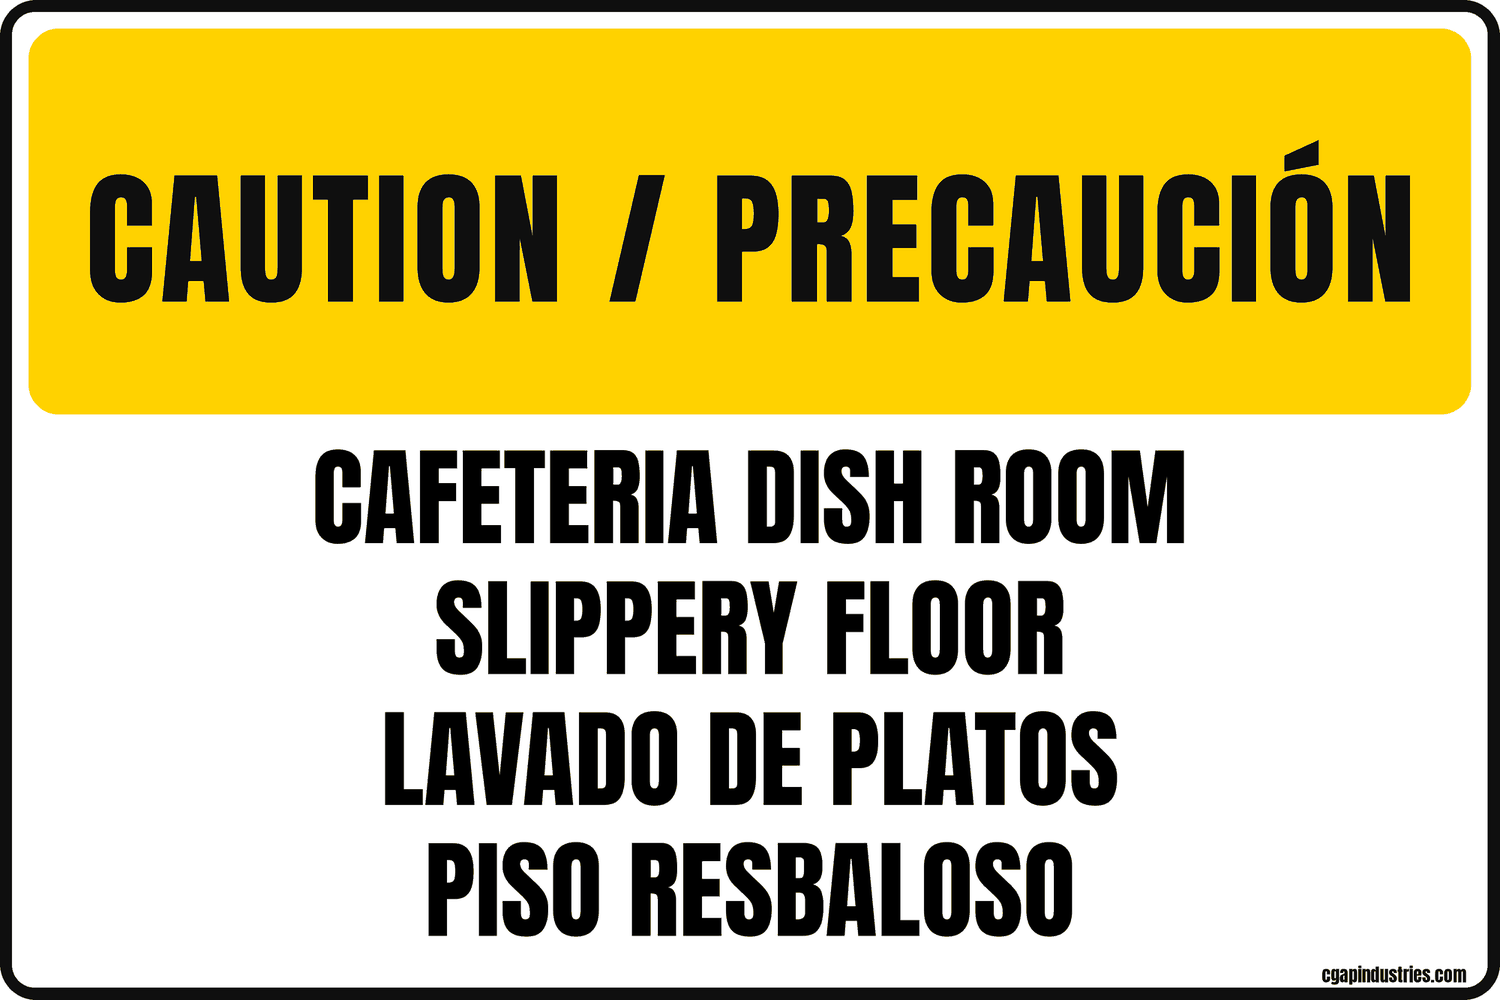 CAUTION / PRECAUCIÓN
CAFETERIA DISH ROOM
SLIPPERY FLOOR
LAVADO DE PLATOS
PISO RESBALOSO
cgapindustries.com